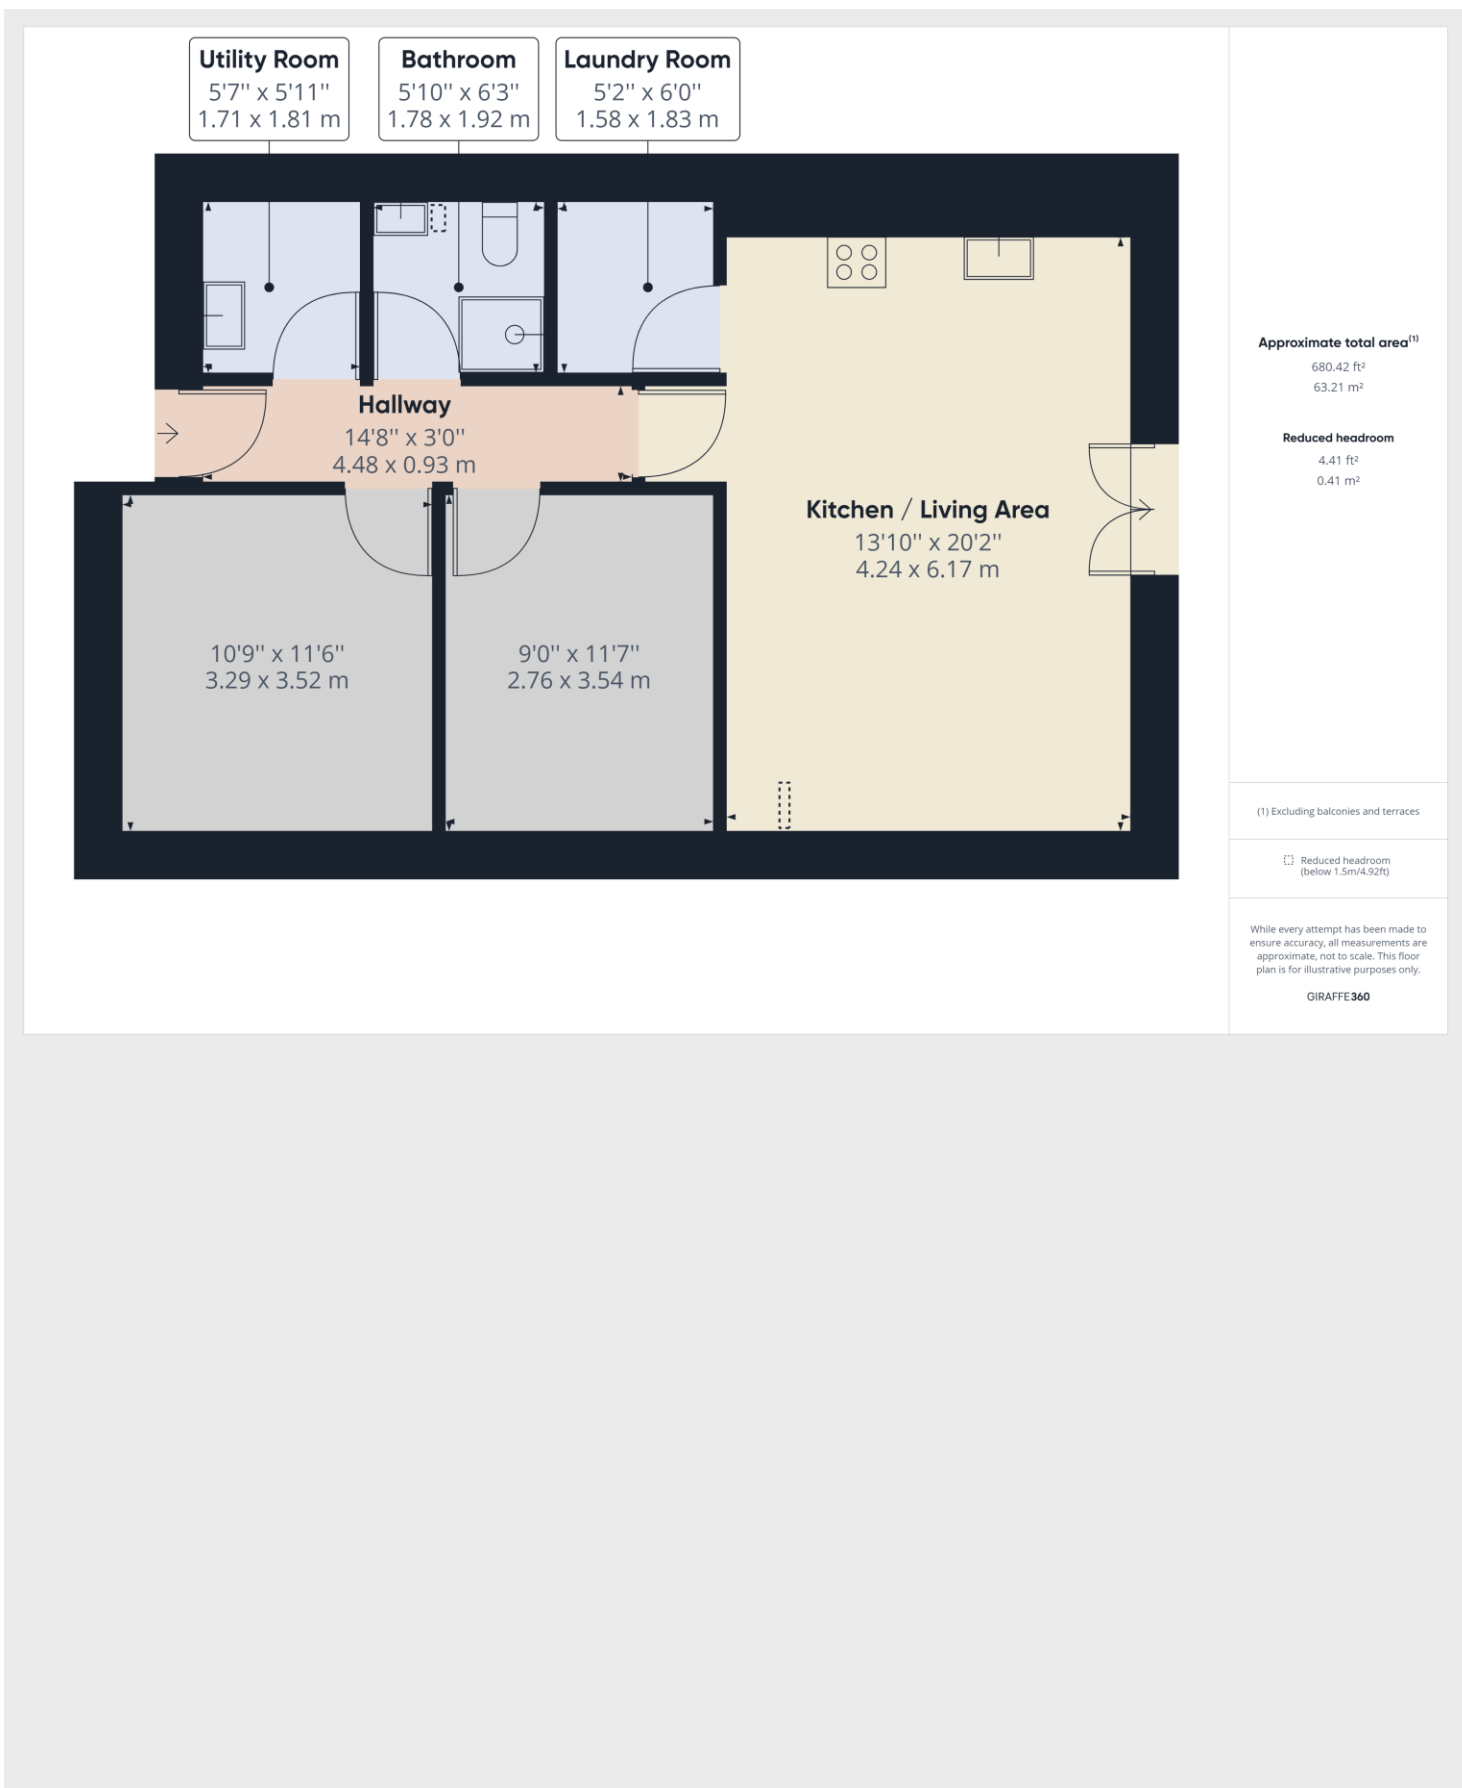 Utility Room
5'7'' x 5'11''
1.71 x 1.81 m
Bathroom
5'10'' x 6'3''
1.78 x 1.92 m
Laundry Room
5'2'' x 6'0''
1.58 x 1.83 m
Hallway
14'8'' x 3'0''
4.48 x 0.93 m
Kitchen / Living Area
13'10'' x 20'2''
4.24 x 6.17 m
10'9'' x 11'6''
3.29 x 3.52 m
9'0'' x 11'7''
2.76 x 3.54 m
Approximate total area(1)
680.42 ft²
63.21 m²
Reduced headroom
4.41 ft²
0.41 m²
(1) Excluding balconies and terraces
Reduced headroom
(below 1.5m/4.92ft)
While every attempt has been made to
ensure accuracy, all measurements are
approximate, not to scale. This floor
plan is for illustrative purposes only.
GIRAFFE360